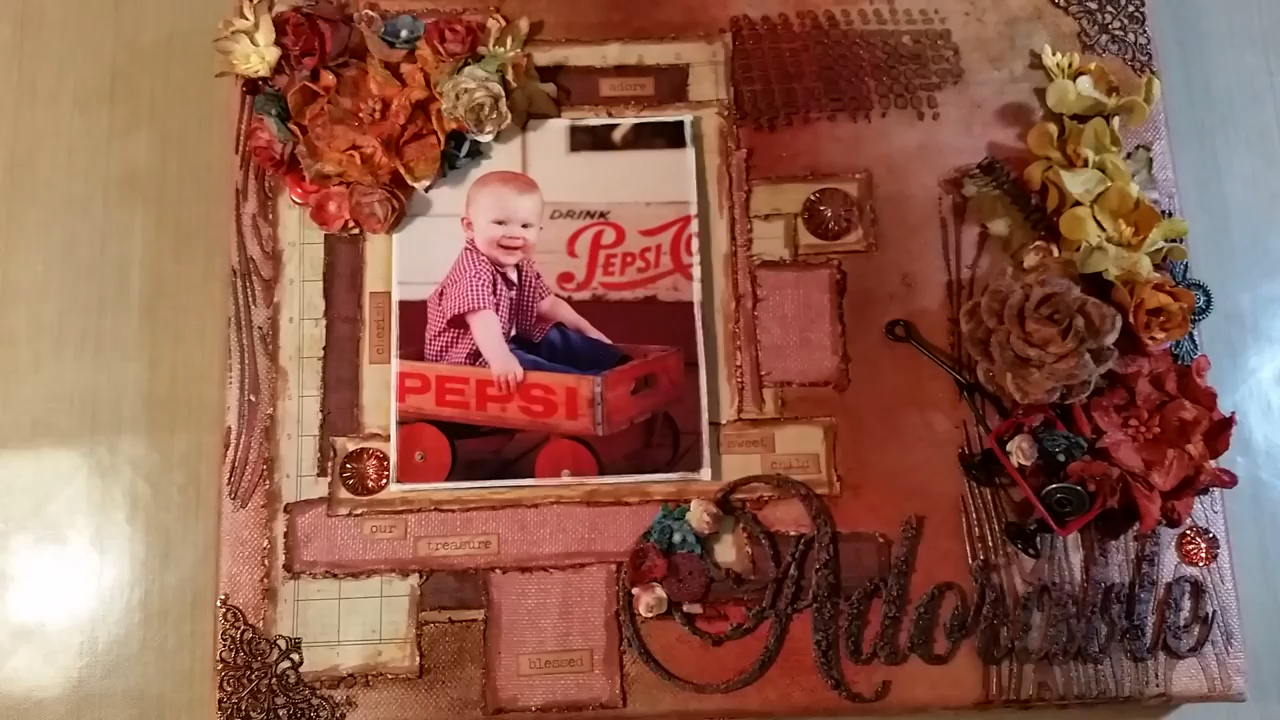 adore
DRINK
PEPSI-Co
cherish
PEPSI
sweet
child
our
treasure
Adorable
blessed